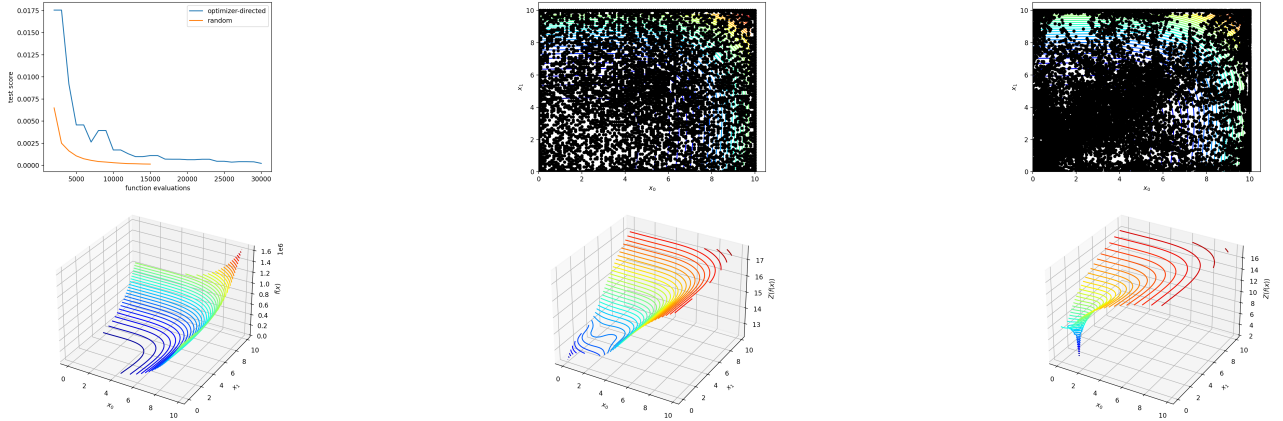 0.0175
0.0150
0.0125
0.0100
0.0075
0.0050
0.0025
0.0000
test score
5000 10000 15000 20000 25000 30000
function evaluations
optimizer-directed
random
10
8
6
4
2
0
x₁
0 2 4 6 8 10
x₀
10
8
6
4
2
0
x₁
0 2 4 6 8 10
x₀
1e6
1.6
1.4
1.2
1.0
0.8
0.6
0.4
0.2
0.0
f(x)
0 2 4 6 8 10
x₀
0 2 4 6 8 10
x₁
17
16
15
14
13
Z(f(x))
0 2 4 6 8 10
x₀
0 2 4 6 8 10
x₁
16
14
12
10
8
6
4
2
Z(f(x))
0 2 4 6 8 10
x₀
0 2 4 6 8 10
x₁